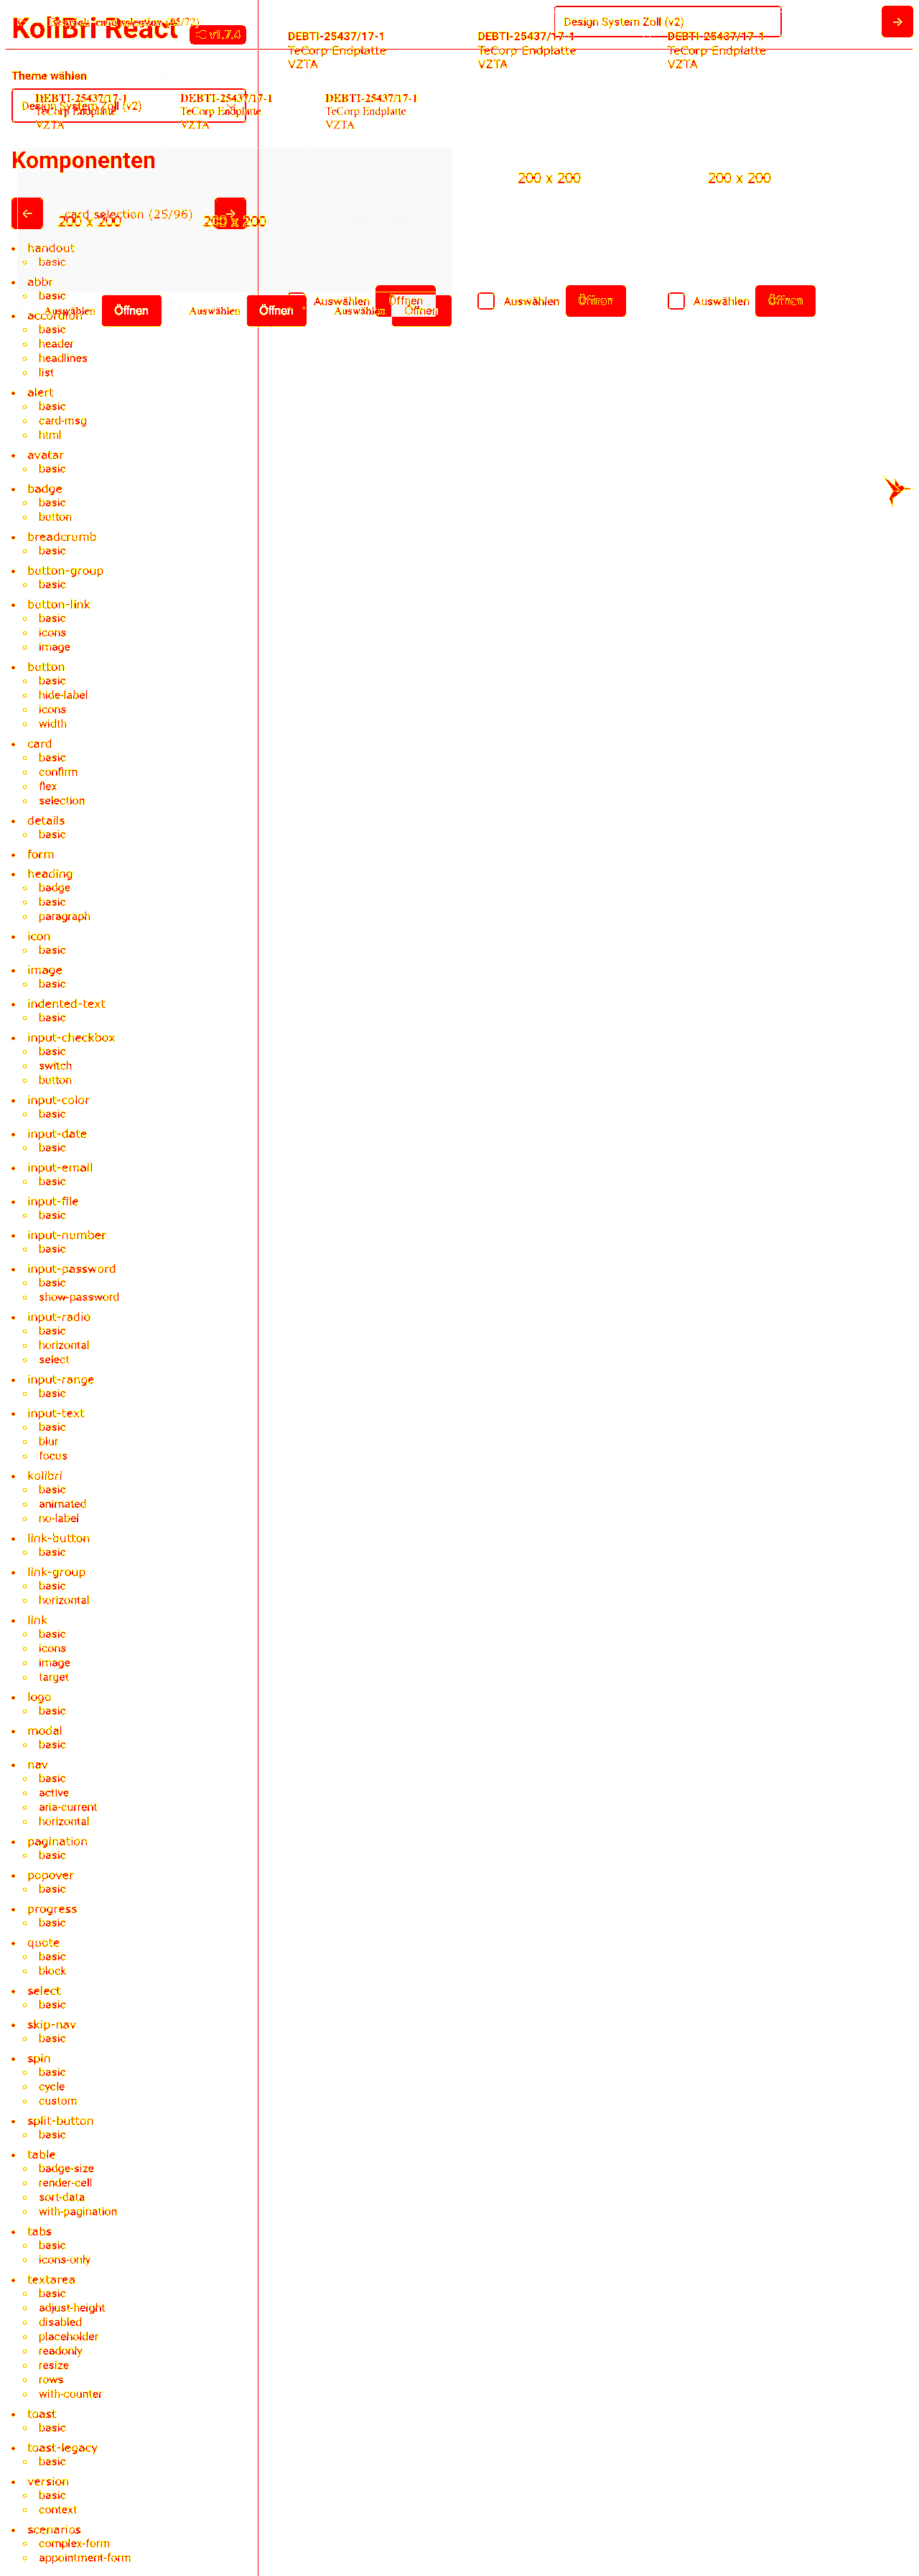 KoliBri React
v1.7.4
Design System Zoll (v2)
DEBTI-25437/17-1
TeCorp Endplatte
VZTA
DEBTI-25437/17-1
TeCorp Endplatte
VZTA
DEBTI-25437/17-1
TeCorp Endplatte
VZTA
Theme wählen
Design System Zoll (v2)
DEBTI-25437/17-1
TeCorp Endplatte
VZTA
DEBTI-25437/17-1
TeCorp Endplatte
VZTA
DEBTI-25437/17-1
TeCorp Endplatte
VZTA
Komponenten
200 x 200
200 x 200
card selection (25/96)
200 x 200
200 x 200
200 x 200
Auswählen Öffnen
Auswählen Öffnen
Auswählen Öffnen
Auswählen Öffnen
Auswählen Öffnen
Auswählen Öffnen
handout
basic
abbr
basic
accordion
basic
header
headlines
list
alert
basic
card-msg
html
avatar
basic
badge
basic
button
breadcrumb
basic
button-group
basic
button-link
basic
icons
image
button
basic
hide-label
icons
width
card
basic
confirm
flex
selection
details
basic
form
heading
badge
basic
paragraph
icon
basic
image
basic
indented-text
basic
input-checkbox
basic
switch
button
input-color
basic
input-date
basic
input-email
basic
input-file
basic
input-number
basic
input-password
basic
show-password
input-radio
basic
horizontal
select
input-range
basic
input-text
basic
blur
focus
kolibri
basic
animated
no-label
link-button
basic
link-group
basic
horizontal
link
basic
icons
image
target
logo
basic
modal
basic
nav
basic
active
aria-current
horizontal
pagination
basic
popover
basic
progress
basic
quote
basic
block
select
basic
skip-nav
basic
spin
basic
cycle
custom
split-button
basic
table
badge-size
render-cell
sort-data
with-pagination
tabs
basic
icons-only
textarea
basic
adjust-height
disabled
placeholder
readonly
resize
rows
with-counter
toast
basic
toast-legacy
basic
version
basic
context
scenarios
complex-form
appointment-form